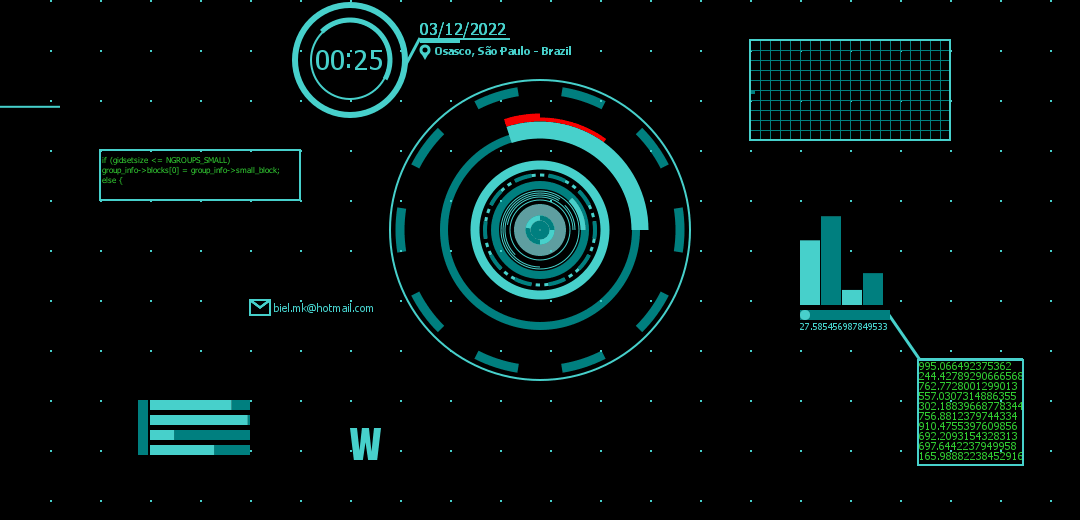 03/12/2022
00:25
Osasco, São Paulo - Brazil
if (gidsetsize <= NGROUPS_SMALL)
group_info->blocks[0] = group_info->small_block;
else {
biel.mk@hotmail.com
27.585456987849533
995.066492375362
244.42789290666568
762.7728001299013
557.0307314886355
302.18839668778344
756.8812379744334
910.4755397609856
692.2093154328313
697.6442237949958
165.98882238452916
W